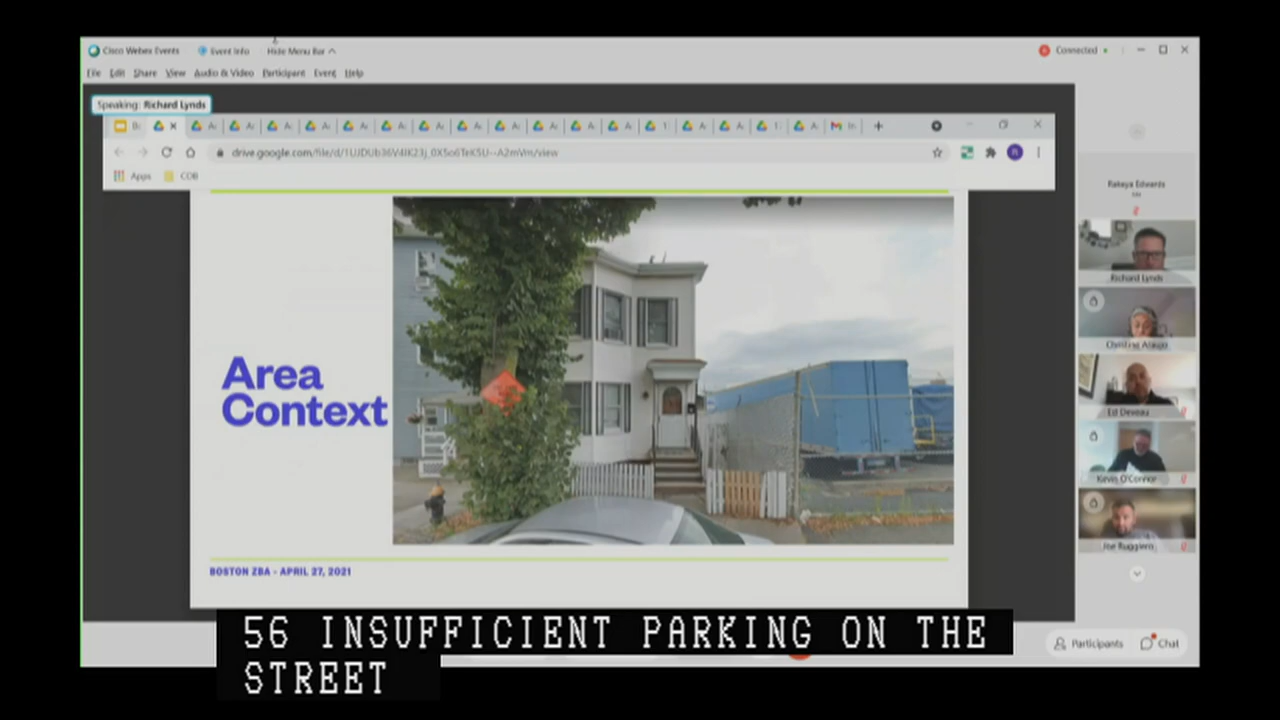 Cisco Webex Events Event Info Hide Menu Bar
Connected
File Edit Share View Audio & Video Participant Event Help
Speaking: Richard Lynds
Apps COB
Rakeya Edwards
Me
Richard Lynds
Christine Araujo
Ed Deveau
Kevin O'Connor
Joe Ruggiero
Area
Context
BOSTON ZBA - APRIL 27, 2021
56 INSUFFICIENT PARKING ON THE
STREET
Participants Chat